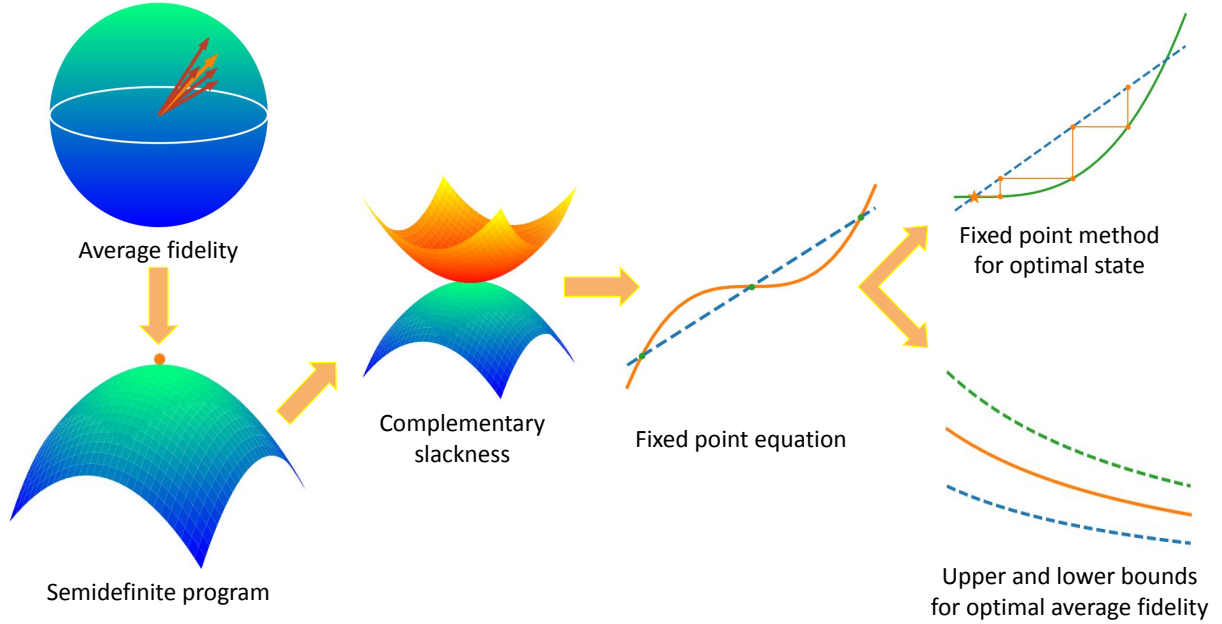 Average fidelity
Semidefinite program
Complementary
slackness
Fixed point equation
Fixed point method
for optimal state
Upper and lower bounds
for optimal average fidelity